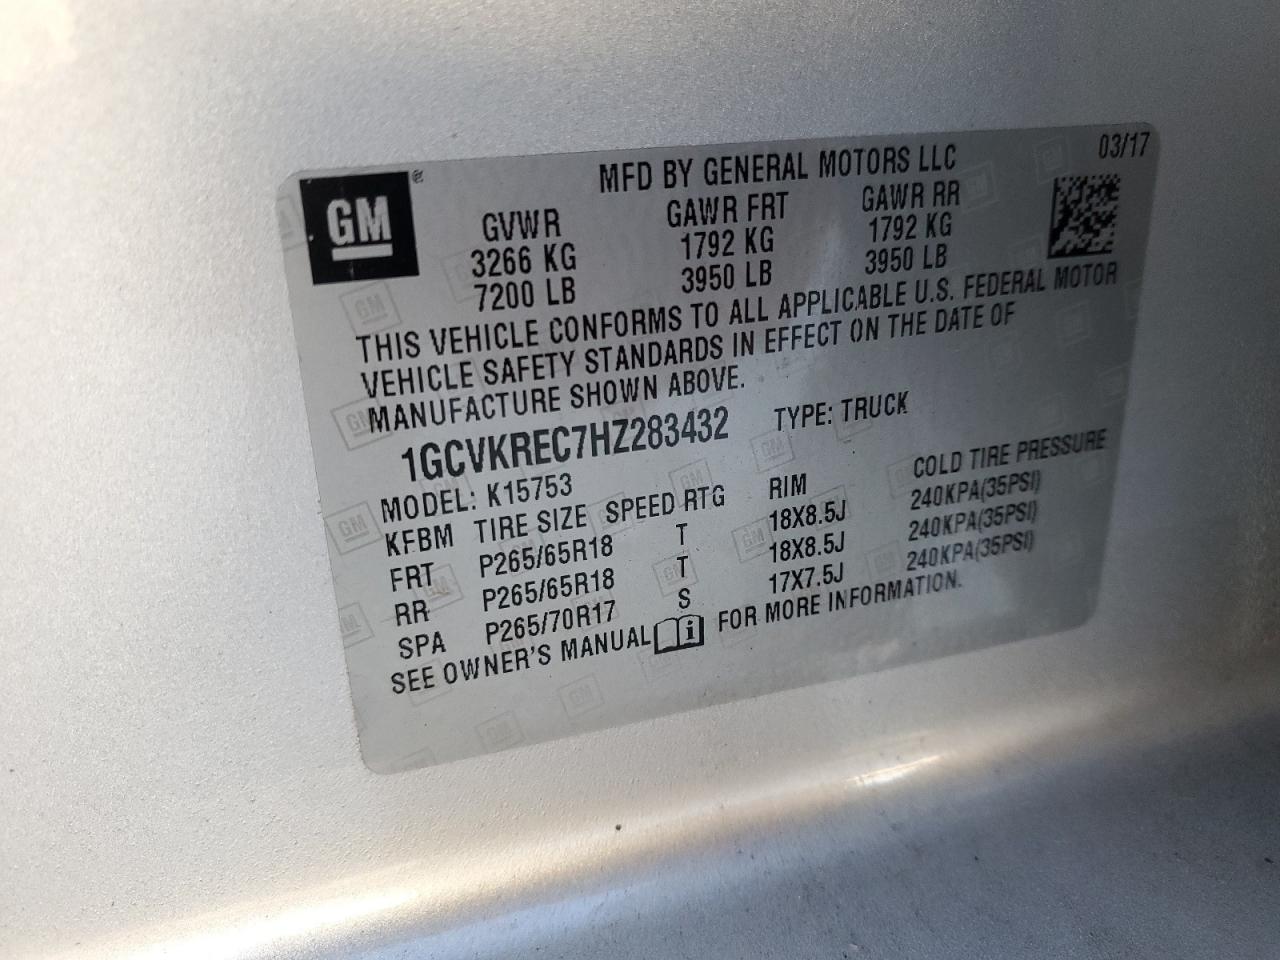 MFD BY GENERAL MOTORS LLC 03/17
GM®
GVWR GAWR FRT GAWR RR
3266 KG 1792 KG 1792 KG
7200 LB 3950 LB 3950 LB
THIS VEHICLE CONFORMS TO ALL APPLICABLE U.S. FEDERAL MOTOR
VEHICLE SAFETY STANDARDS IN EFFECT ON THE DATE OF
MANUFACTURE SHOWN ABOVE.
1GCVKREC7HZ283432 TYPE: TRUCK
MODEL: K15753
KFBM TIRE SIZE SPEED RTG RIM COLD TIRE PRESSURE
FRT P265/65R18 T 18X8.5J 240KPA(35PSI)
RR P265/65R18 T 18X8.5J 240KPA(35PSI)
SPA P265/70R17 S 17X7.5J 240KPA(35PSI)
SEE OWNER'S MANUAL i FOR MORE INFORMATION.